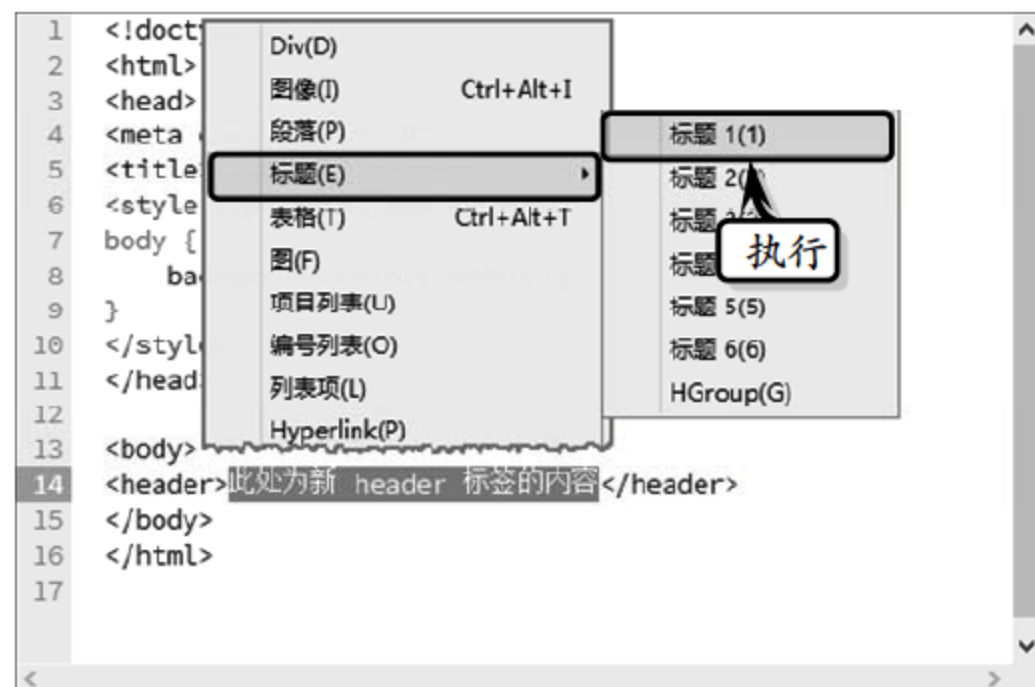 1 <!doct
2 <html>
3 <head>
4 <meta
5 <title
6 <style
7 body {
8 ba
9 }
10 </styl
11 </head
12
13 <body>
14 <header>此处为新 header 标签的内容</header>
15 </body>
16 </html>
17
Div(D)
图像(I) Ctrl+Alt+I
段落(P)
标题(E)
表格(T) Ctrl+Alt+T
图(F)
项目列表(U)
编号列表(O)
列表项(L)
Hyperlink(P)
标题 1(1)
标题 2(
标题
标题
标题 5(5)
标题 6(6)
HGroup(G)
执行